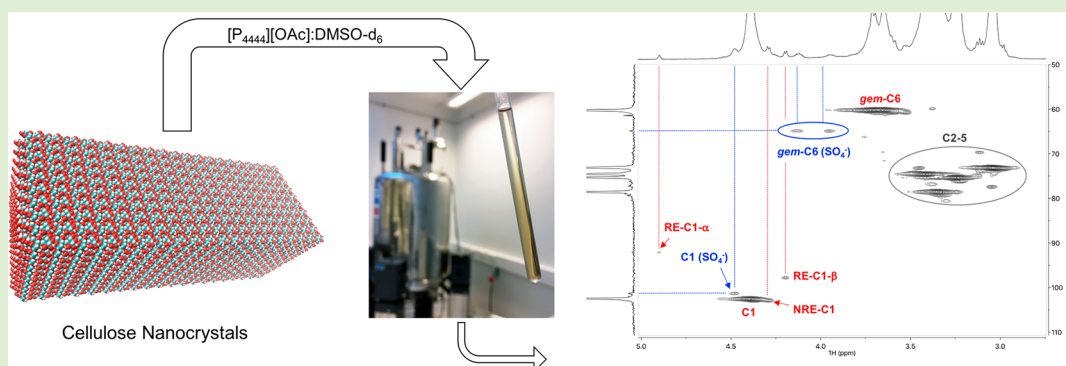 [P4444][OAc]:DMSO-d6
Cellulose Nanocrystals
gem-C6
gem-C6 (SO4-)
C2-5
RE-C1-α
C1 (SO4-)
RE-C1-β
C1
NRE-C1
50
60
70
80
90
100
110
5.0 4.5 4.0 3.5 3.0
1H (ppm)